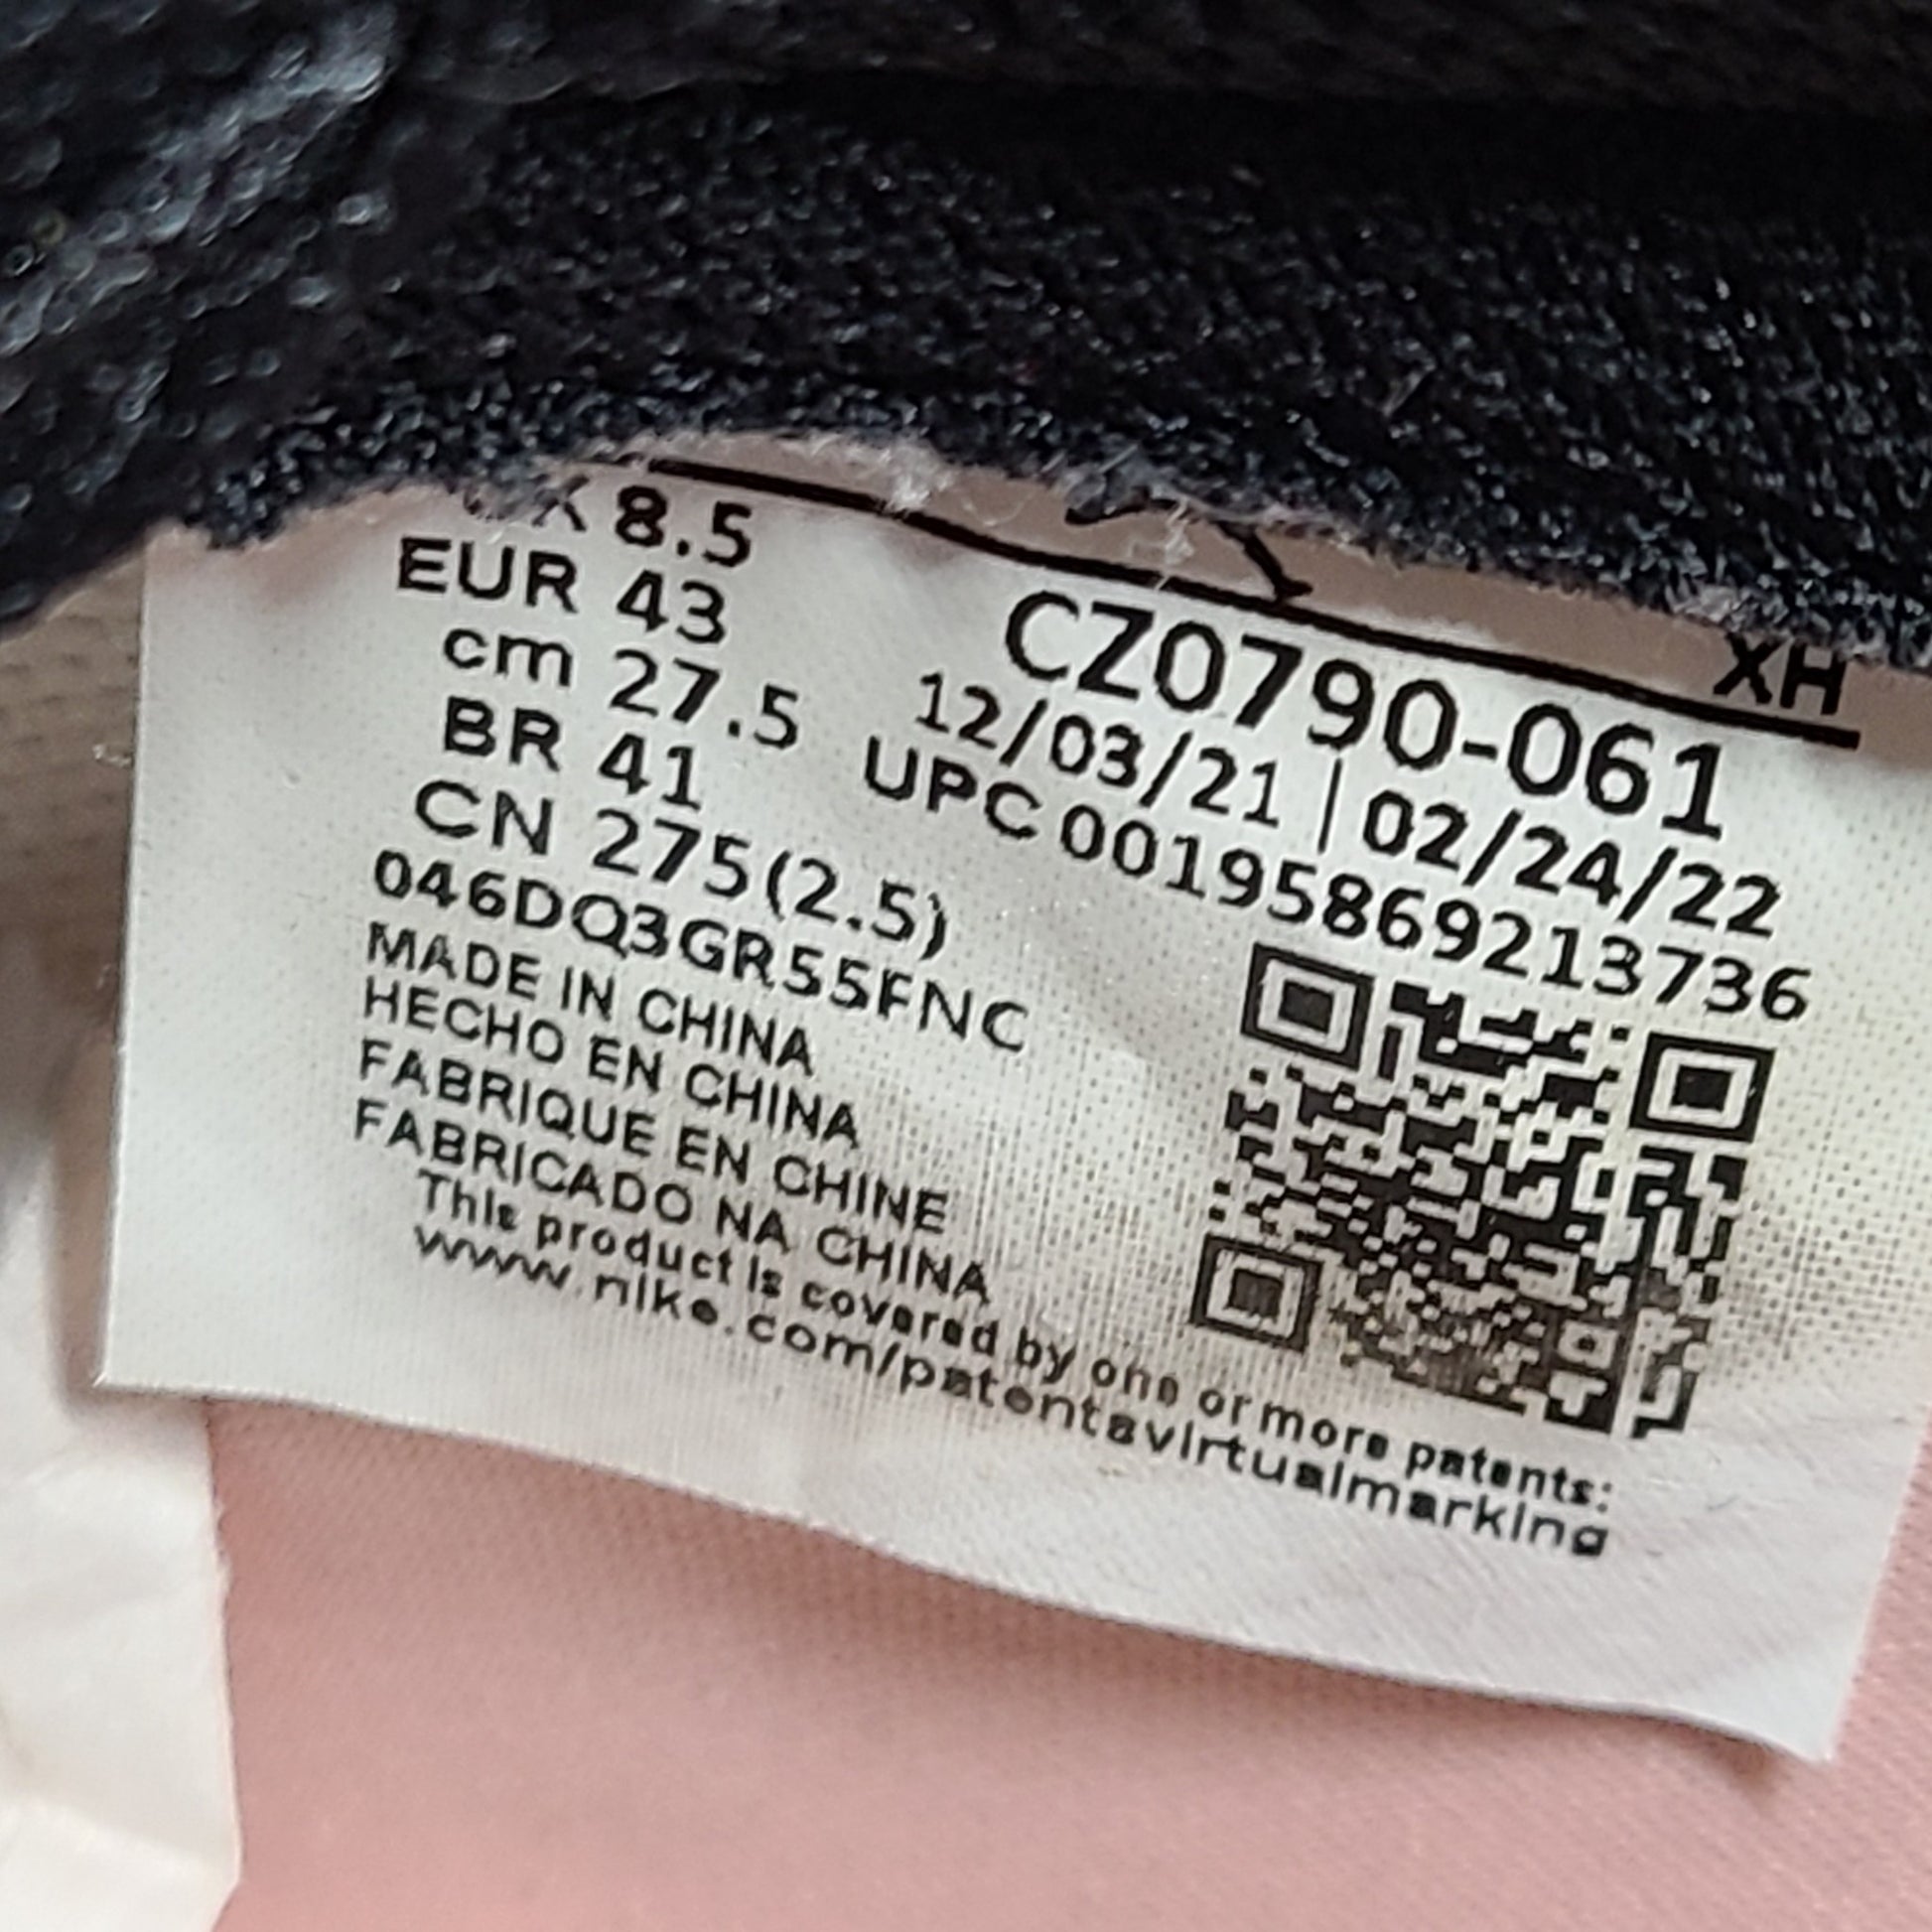 8.5
EUR 43
cm 27.5
BR 41
CN 275(2.5)
046DQ3GR55FNC
MADE IN CHINA
HECHO EN CHINA
FABRIQUE EN CHINE
FABRICADO NA CHINA
This product is covered by one or more patents:
www.nike.com/patentsvirtualmarking
XH
CZ0790-061
12/03/21 | 02/24/22
UPC 00195869213736